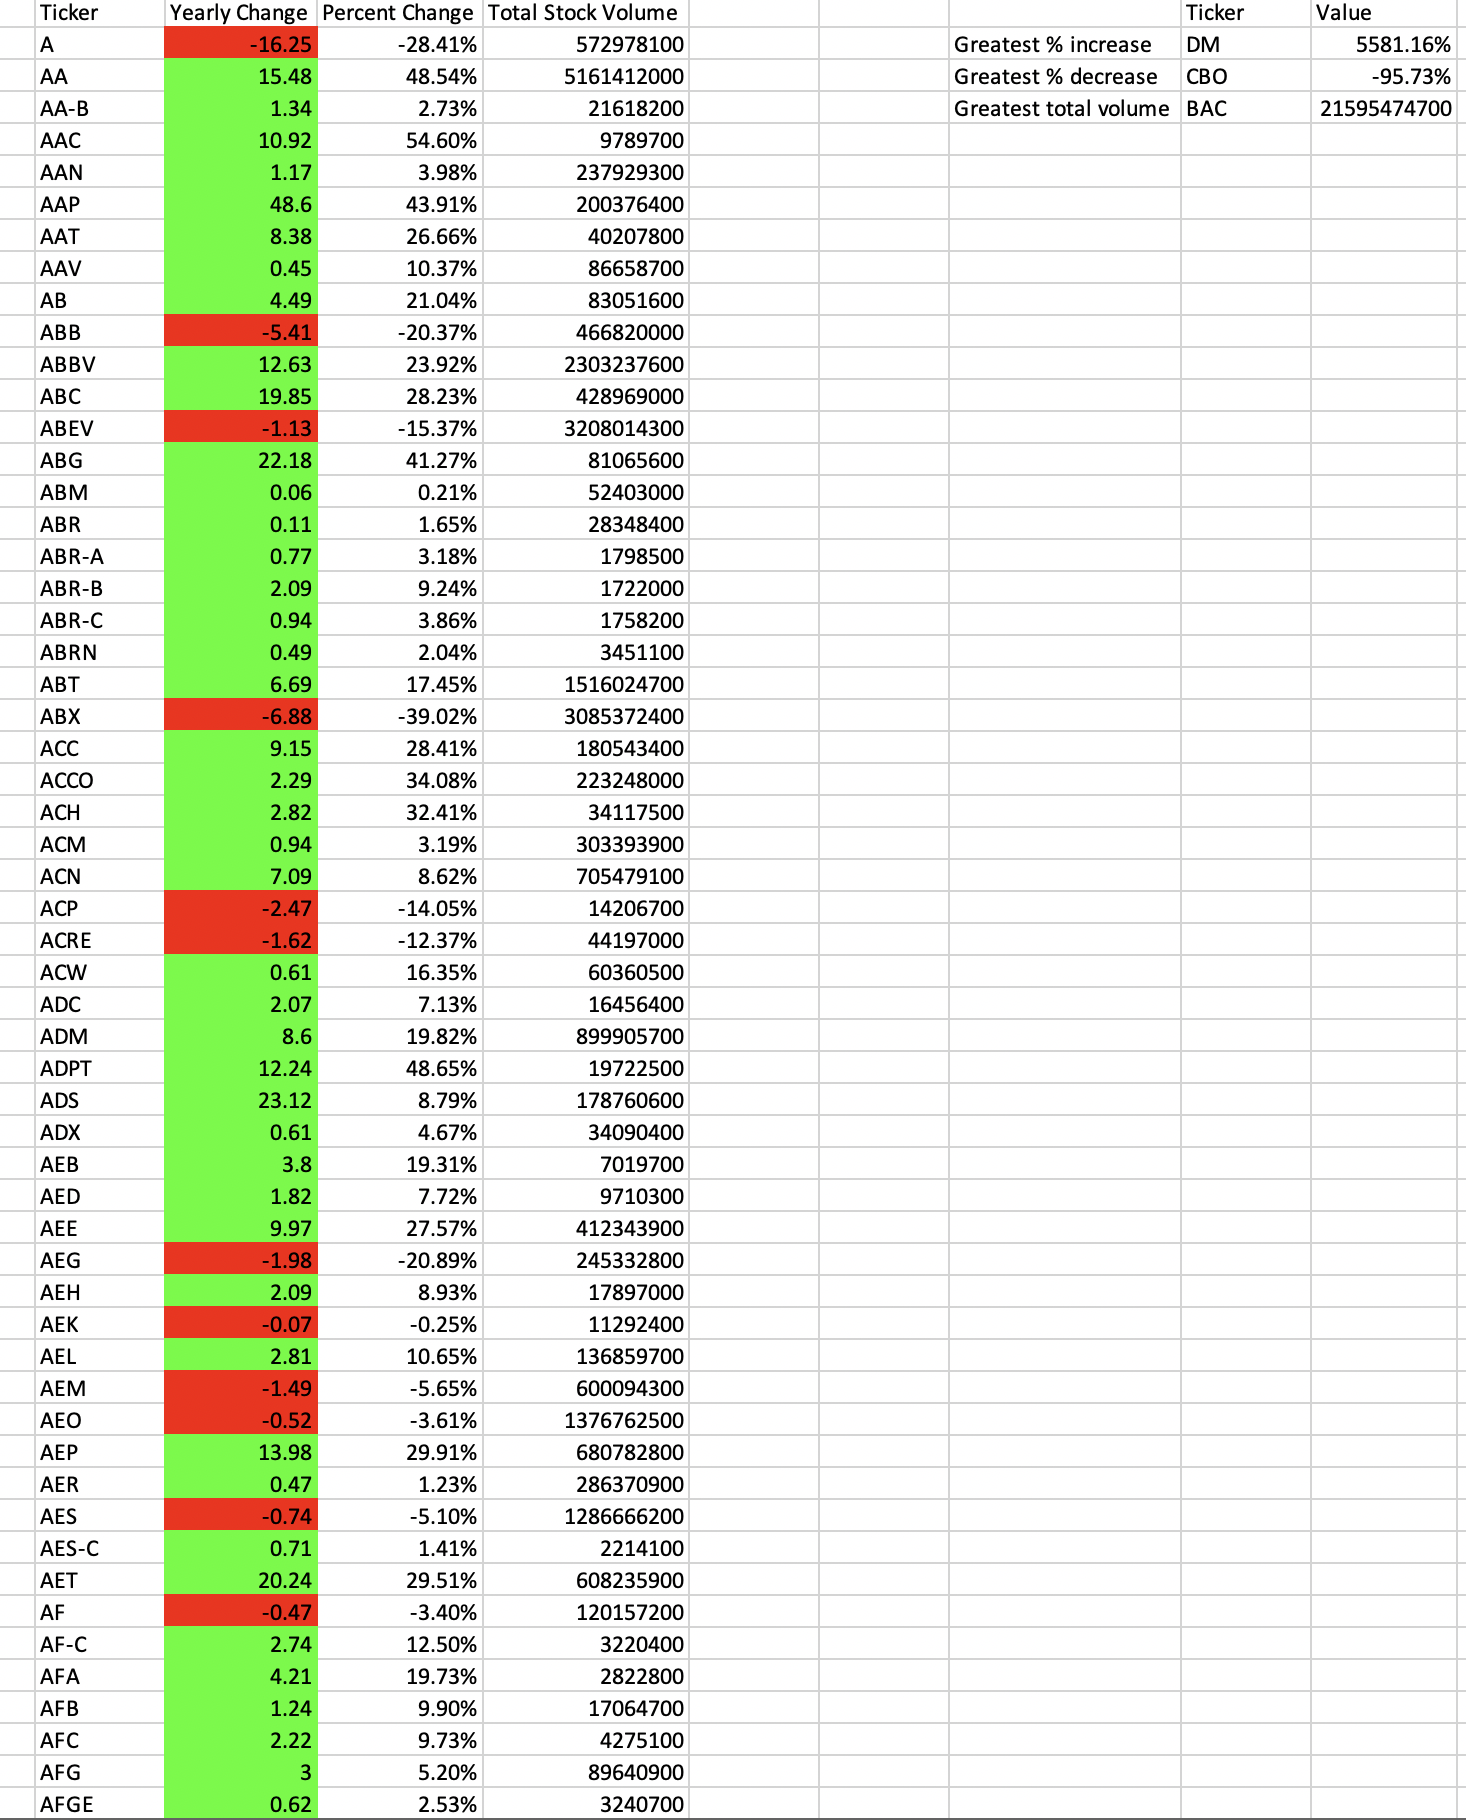 Ticker Yearly Change Percent Change Total Stock Volume Ticker Value
A -16.25 -28.41% 572978100 Greatest % increase DM 5581.16%
AA 15.48 48.54% 5161412000 Greatest % decrease CBO -95.73%
AA-B 1.34 2.73% 21618200 Greatest total volume BAC 21595474700
AAC 10.92 54.60% 9789700
AAN 1.17 3.98% 237929300
AAP 48.6 43.91% 200376400
AAT 8.38 26.66% 40207800
AAV 0.45 10.37% 86658700
AB 4.49 21.04% 83051600
ABB -5.41 -20.37% 466820000
ABBV 12.63 23.92% 2303237600
ABC 19.85 28.23% 428969000
ABEV -1.13 -15.37% 3208014300
ABG 22.18 41.27% 81065600
ABM 0.06 0.21% 52403000
ABR 0.11 1.65% 28348400
ABR-A 0.77 3.18% 1798500
ABR-B 2.09 9.24% 1722000
ABR-C 0.94 3.86% 1758200
ABRN 0.49 2.04% 3451100
ABT 6.69 17.45% 1516024700
ABX -6.88 -39.02% 3085372400
ACC 9.15 28.41% 180543400
ACCO 2.29 34.08% 223248000
ACH 2.82 32.41% 34117500
ACM 0.94 3.19% 303393900
ACN 7.09 8.62% 705479100
ACP -2.47 -14.05% 14206700
ACRE -1.62 -12.37% 44197000
ACW 0.61 16.35% 60360500
ADC 2.07 7.13% 16456400
ADM 8.6 19.82% 899905700
ADPT 12.24 48.65% 19722500
ADS 23.12 8.79% 178760600
ADX 0.61 4.67% 34090400
AEB 3.8 19.31% 7019700
AED 1.82 7.72% 9710300
AEE 9.97 27.57% 412343900
AEG -1.98 -20.89% 245332800
AEH 2.09 8.93% 17897000
AEK -0.07 -0.25% 11292400
AEL 2.81 10.65% 136859700
AEM -1.49 -5.65% 600094300
AEO -0.52 -3.61% 1376762500
AEP 13.98 29.91% 680782800
AER 0.47 1.23% 286370900
AES -0.74 -5.10% 1286666200
AES-C 0.71 1.41% 2214100
AET 20.24 29.51% 608235900
AF -0.47 -3.40% 120157200
AF-C 2.74 12.50% 3220400
AFA 4.21 19.73% 2822800
AFB 1.24 9.90% 17064700
AFC 2.22 9.73% 4275100
AFG 3 5.20% 89640900
AFGE 0.62 2.53% 3240700